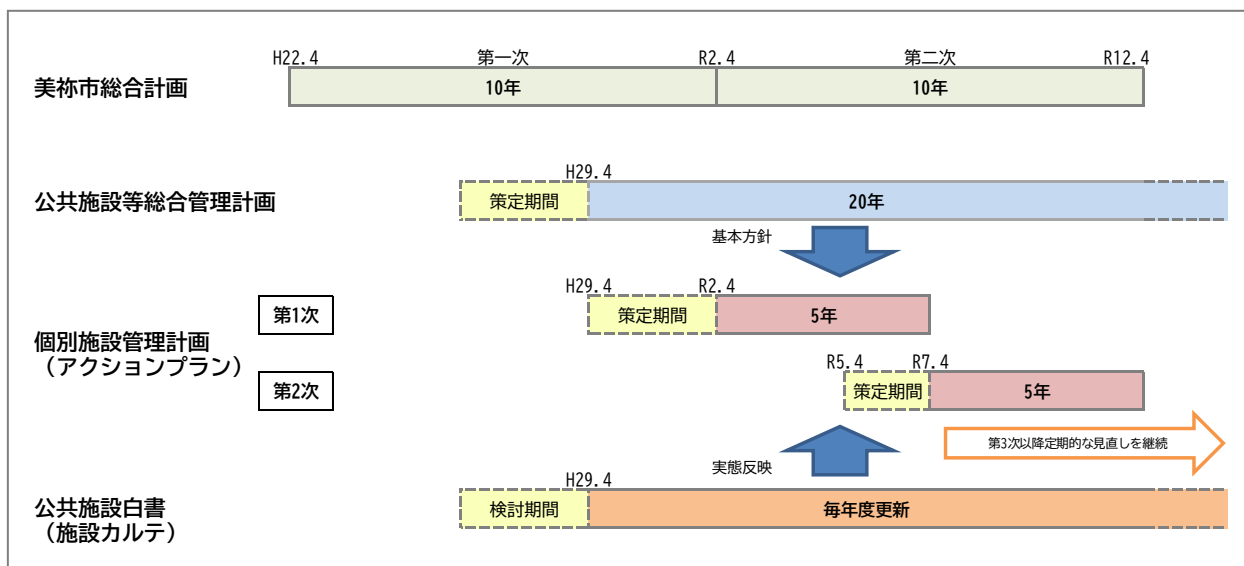 H22.4 第一次 R2.4 第二次 R12.4
美祢市総合計画 10年 10年
H29.4
公共施設等総合管理計画 策定期間 20年
基本方針
H29.4 R2.4
第1次 策定期間 5年
個別施設管理計画
（アクションプラン）
R5.4 R7.4
第2次 策定期間 5年
第3次以降定期的な見直しを継続
実態反映
H29.4
公共施設白書
（施設カルテ）
検討期間 毎年度更新